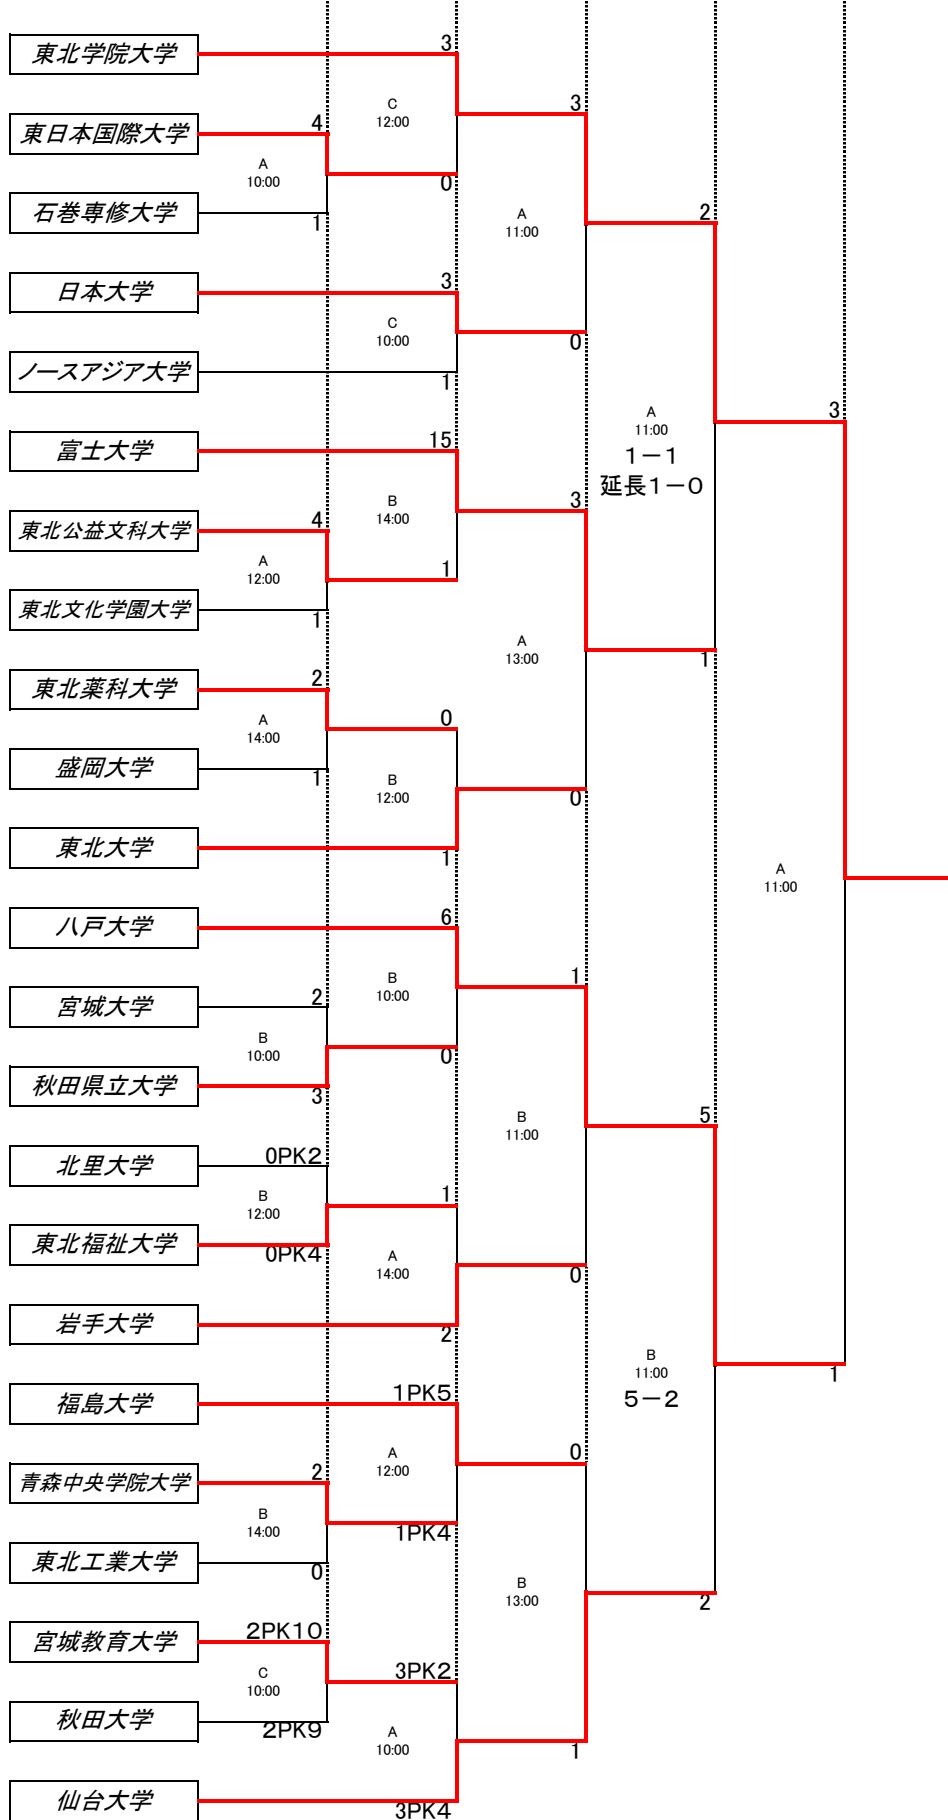 東北学院大学
3
C
12:00
3
東日本国際大学
4
A
10:00
0
石巻専修大学
1
A
11:00
2
日本大学
3
C
10:00
0
ノースアジア大学
1
A
11:00
1－1
延長1－0
3
富士大学
15
B
14:00
3
東北公益文科大学
4
A
12:00
1
東北文化学園大学
1
A
13:00
1
東北薬科大学
2
A
14:00
0
盛岡大学
1
B
12:00
0
東北大学
1
A
11:00
八戸大学
6
B
10:00
1
宮城大学
2
B
10:00
0
秋田県立大学
3
B
11:00
5
北里大学
0PK2
B
12:00
1
東北福祉大学
0PK4
A
14:00
0
岩手大学
2
B
11:00
5－2
1
福島大学
1PK5
A
12:00
0
青森中央学院大学
2
B
14:00
1PK4
東北工業大学
0
B
13:00
2
宮城教育大学
2PK10
C
10:00
3PK2
秋田大学
2PK9
A
10:00
1
仙台大学
3PK4